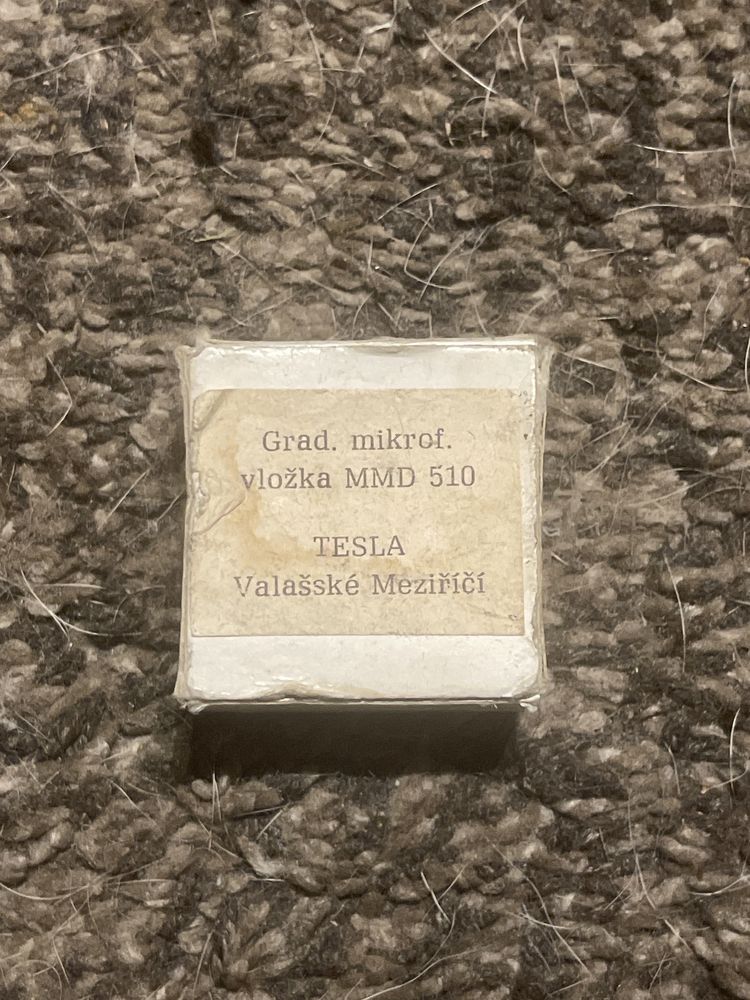 Grad. mikrof.
vložka MMD 510
TESLA
Valašské Meziříčí